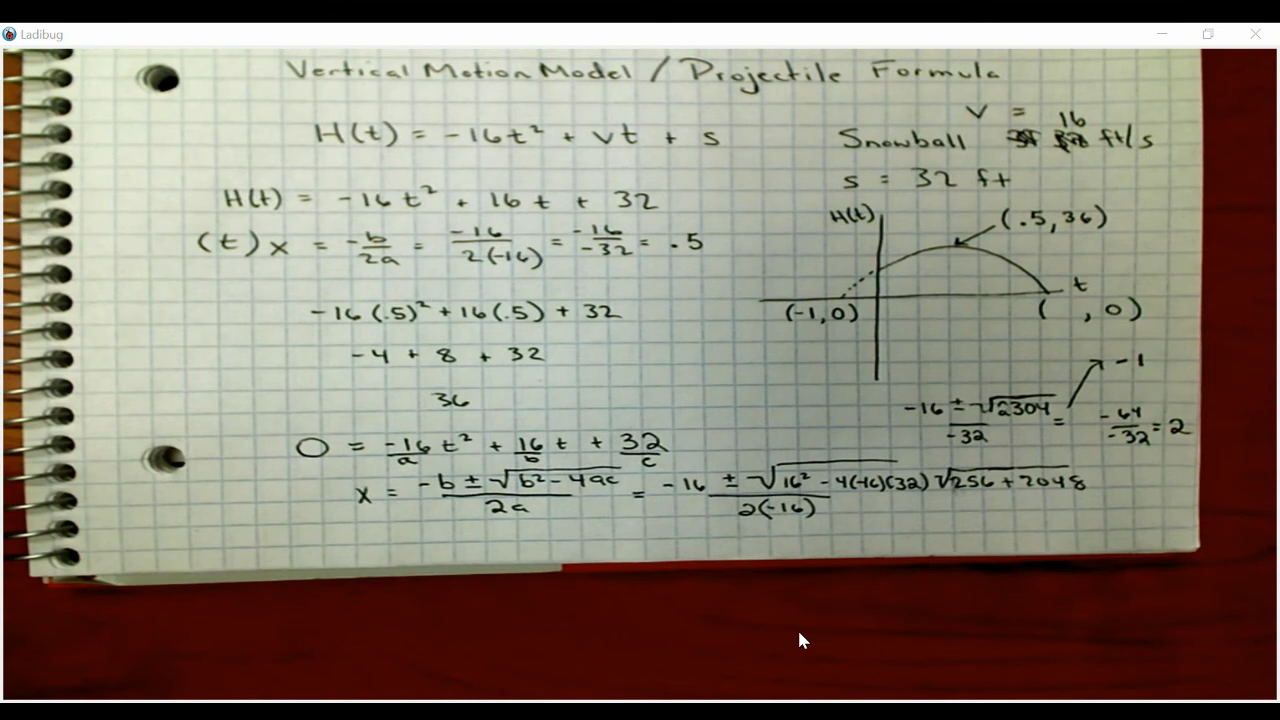 Ladibug
Vertical Motion Model / Projectile Formula
H(t) = -16t² + vt + s
v = 16
Snowball ft/s
s = 32 ft
H(t) = -16t² + 16t + 32
(t) x = -b/2a = -16/2(-16) = -16/-32 = .5
-16(.5)² + 16(.5) + 32
-4 + 8 + 32
36
H(t)
(.5, 36)
t
(-1, 0)
( , 0)
-1
-16 ± √2304 / -32 =
-64/-32 = 2
0 = -16t² + 16t + 32
a b c
x = -b ± √b² - 4ac / 2a = -16 ± √16² - 4(-16)(32) / 2(-16) √256 + 2048